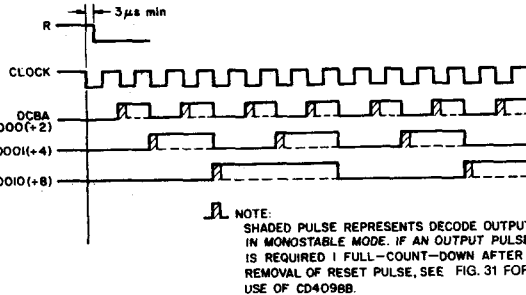 3μs min
R
CLOCK
DCBA
000(÷2)
0001(÷4)
0010(÷8)
NOTE:
SHADED PULSE REPRESENTS DECODE OUTPUT
IN MONOSTABLE MODE. IF AN OUTPUT PULSE
IS REQUIRED 1 FULL-COUNT-DOWN AFTER
REMOVAL OF RESET PULSE, SEE FIG. 31 FOR
USE OF CD4098B.